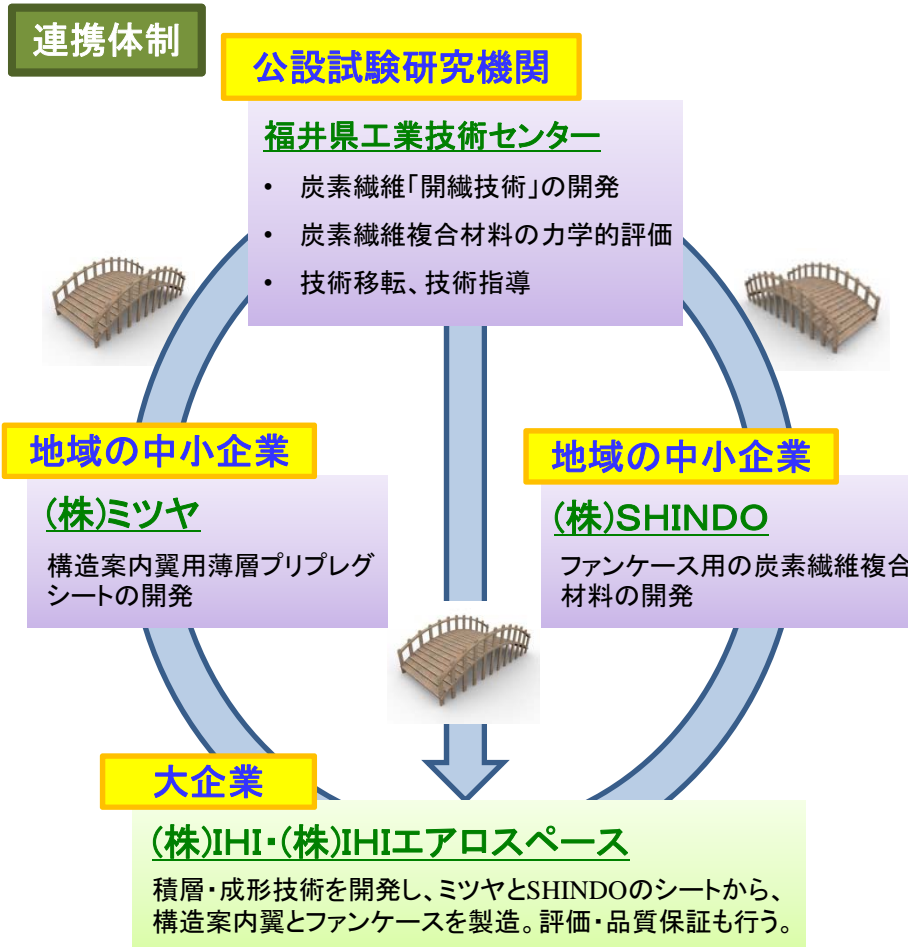 連携体制
公設試験研究機関
福井県工業技術センター
• 炭素繊維「開繊技術」の開発
• 炭素繊維複合材料の力学的評価
• 技術移転、技術指導
地域の中小企業
(株)ミツヤ
構造案内翼用薄層プリプレグ
シートの開発
地域の中小企業
(株)SHINDO
ファンケース用の炭素繊維複合
材料の開発
大企業
(株)IHI・(株)IHIエアロスペース
積層・成形技術を開発し、ミツヤとSHINDOのシートから、
構造案内翼とファンケースを製造。評価・品質保証も行う。